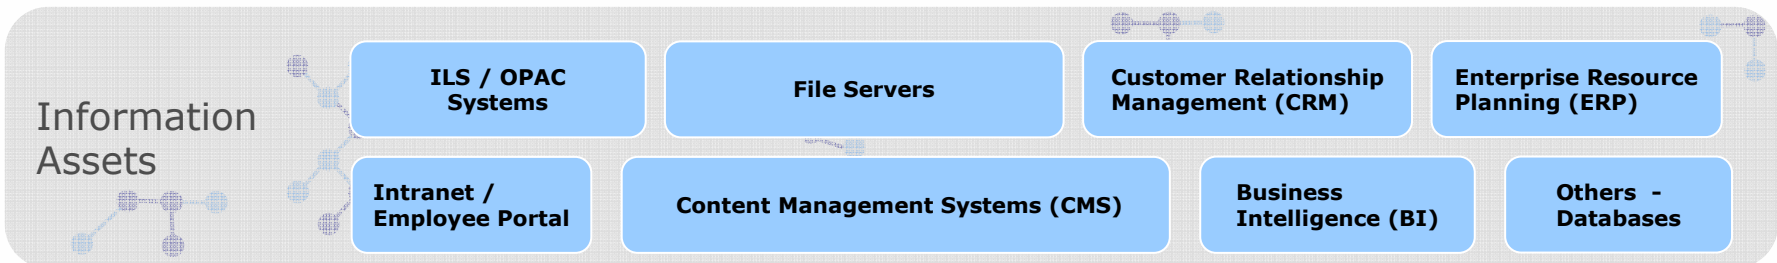 Information
Assets
ILS / OPAC
Systems
File Servers
Customer Relationship
Management (CRM)
Enterprise Resource
Planning (ERP)
Intranet /
Employee Portal
Content Management Systems (CMS)
Business
Intelligence (BI)
Others -
Databases